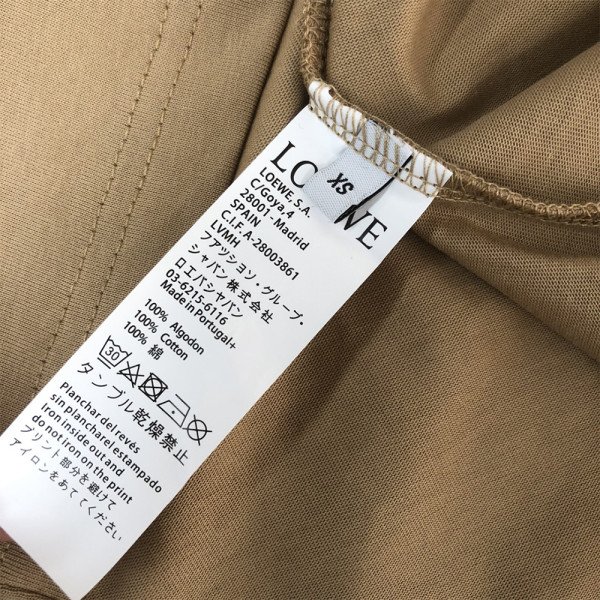 LOEWE
XS
LOEWE, S.A.
C/Goya,4
28001-Madrid
SPAIN
C.I.F.A-28003861
LVMH
ファッション・グループ.
ジャパン 株式会社
ロエベジャパン
03-6215-6116
Made in Portugal+
100% Algodon
100% Cotton
100% 綿
30
タンブル乾燥禁止
Planchar del revés
sin planchar el estampado
Iron inside out and
do not iron on the print
プリント部分を避けて
アイロンをあててください